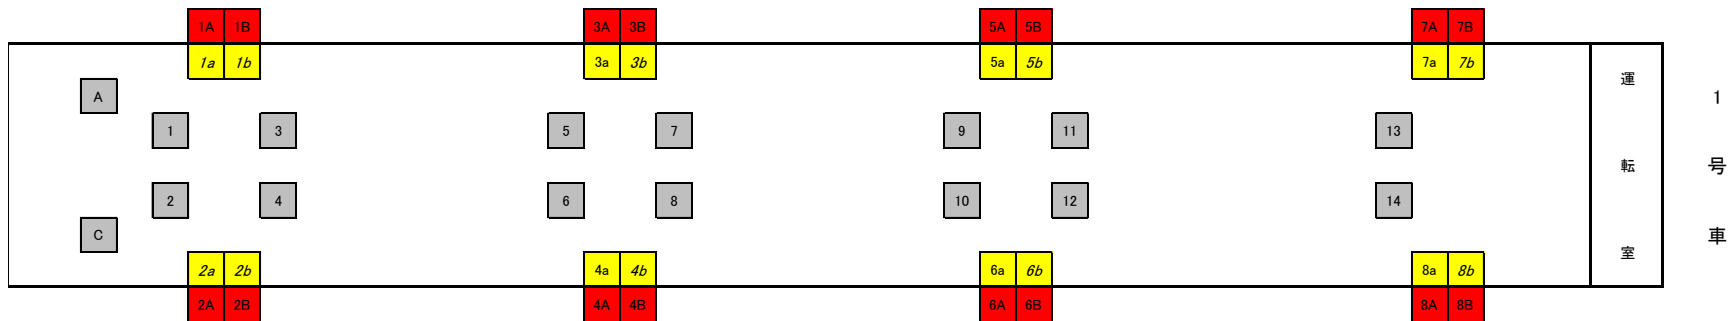 1A 1B 3A 3B 5A 5B 7A 7B
1a 1b 3a 3b 5a 5b 7a 7b
A
1 3 5 7 9 11 13
2 4 6 8 10 12 14
C
2a 2b 4a 4b 6a 6b 8a 8b
2A 2B 4A 4B 6A 6B 8A 8B
運転室
1号車